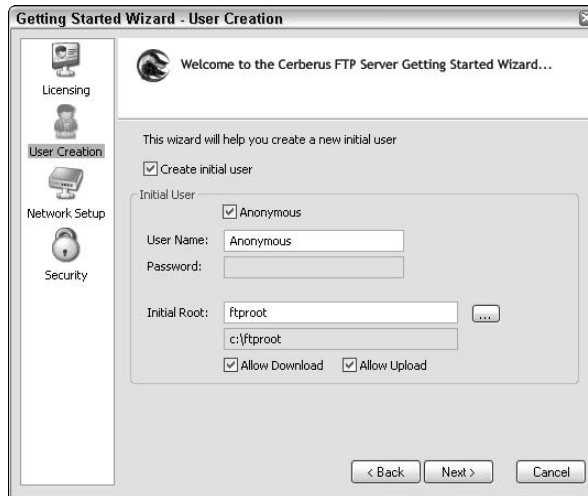 Getting Started Wizard - User Creation
Licensing
User Creation
Network Setup
Security
Welcome to the Cerberus FTP Server Getting Started Wizard...
This wizard will help you create a new initial user
Create initial user
Initial User
Anonymous
User Name: Anonymous
Password:
Initial Root: ftproot
...
c:\ftproot
Allow Download Allow Upload
< Back Next > Cancel